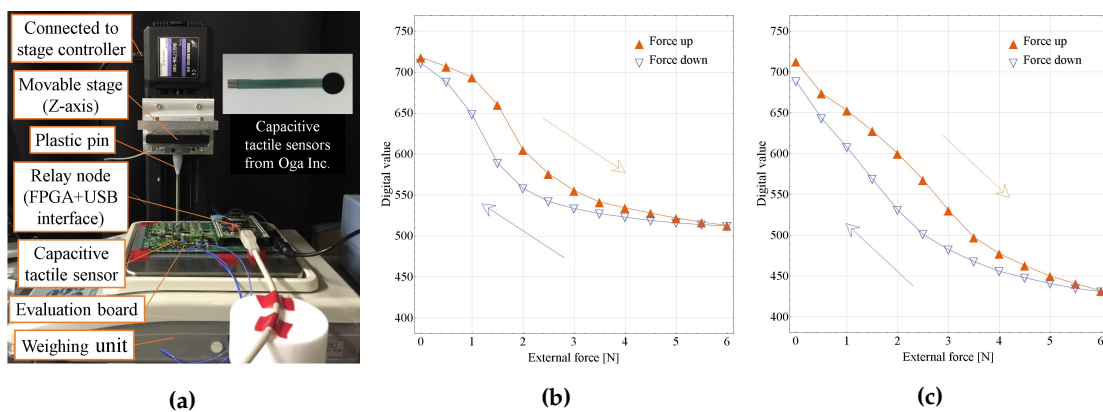 Connected to
stage controller
Movable stage
(Z-axis)
Plastic pin
Relay node
(FPGA+USB
interface)
Capacitive
tactile sensor
Evaluation board
Weighing unit
Capacitive
tactile sensors
from Oga Inc.
(a)
750
700
650
600
550
500
450
400
Digital value
Force up
Force down
0 1 2 3 4 5 6
External force [N]
(b)
750
700
650
600
550
500
450
400
Digital value
Force up
Force down
0 1 2 3 4 5 6
External force [N]
(c)